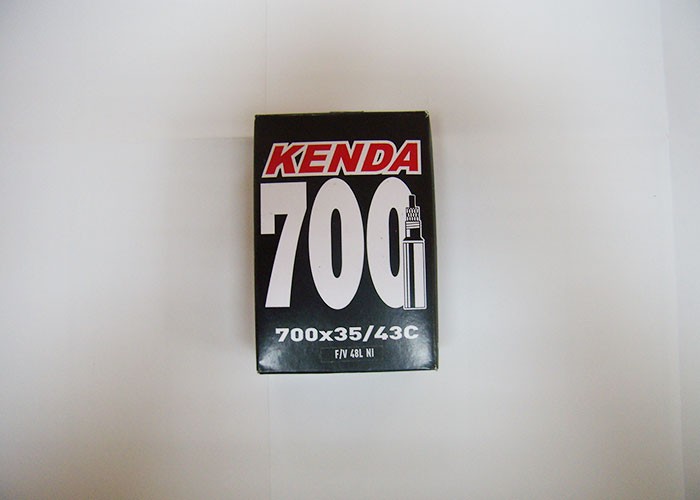 KENDA
700
700x35/43C
F/V 48L NI